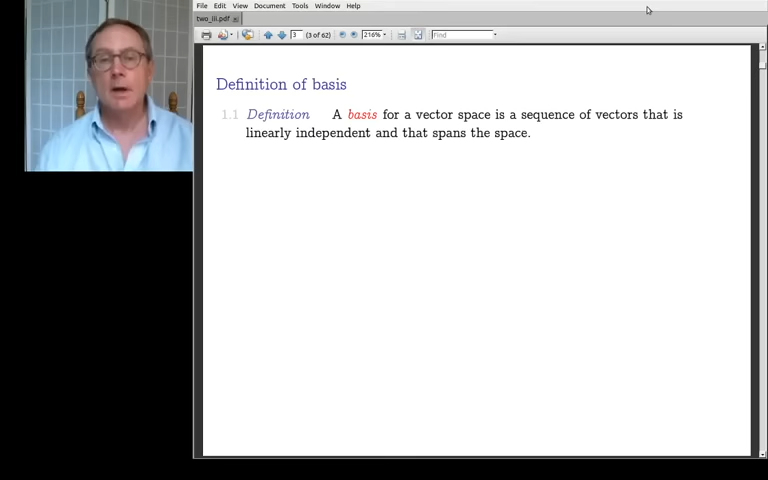 File Edit View Document Tools Window Help
two_iii.pdf
3 (3 of 62) 216% Find
Definition of basis
1.1 Definition A basis for a vector space is a sequence of vectors that is
linearly independent and that spans the space.